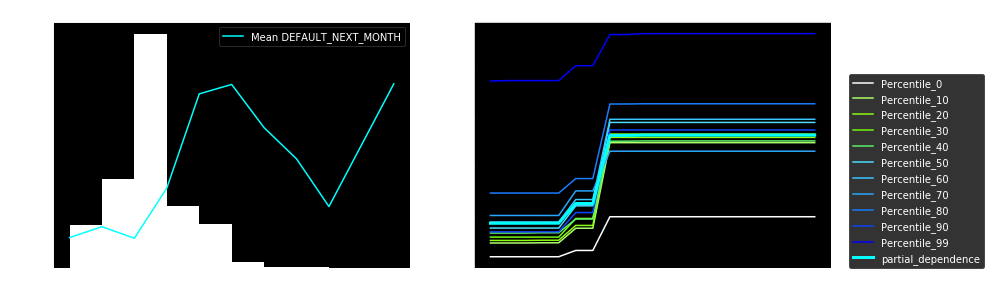 Mean DEFAULT_NEXT_MONTH
Percentile_0
Percentile_10
Percentile_20
Percentile_30
Percentile_40
Percentile_50
Percentile_60
Percentile_70
Percentile_80
Percentile_90
Percentile_99
partial_dependence